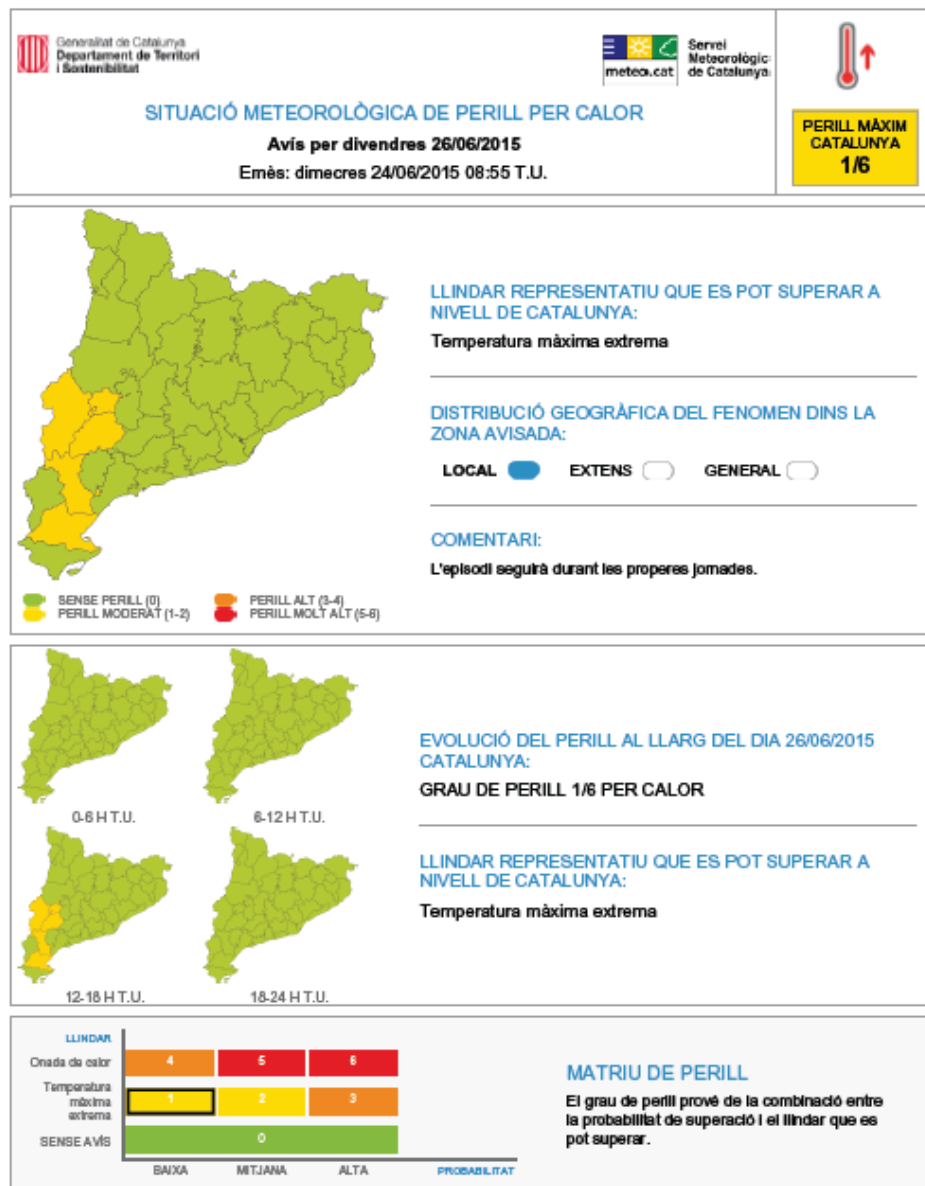 Generalitat de Catalunya
Departament de Territori
i Sostenibilitat
meteo.cat
Servei
Meteorològic
de Catalunya
SITUACIÓ METEOROLÒGICA DE PERILL PER CALOR
Avís per divendres 26/06/2015
Emès: dimecres 24/06/2015 08:55 T.U.
PERILL MÀXIM
CATALUNYA
1/6
LLINDAR REPRESENTATIU QUE ES POT SUPERAR A
NIVELL DE CATALUNYA:
Temperatura màxima extrema
DISTRIBUCIÓ GEOGRÀFICA DEL FENOMEN DINS LA
ZONA AVISADA:
LOCAL EXTENS GENERAL
COMENTARI:
L'episodi seguirà durant les properes jornades.
SENSE PERILL (0) PERILL ALT (3-4)
PERILL MODERAT (1-2) PERILL MOLT ALT (5-6)
0-6 H T.U. 6-12 H T.U.
12-18 H T.U. 18-24 H T.U.
EVOLUCIÓ DEL PERILL AL LLARG DEL DIA 26/06/2015
CATALUNYA:
GRAU DE PERILL 1/6 PER CALOR
LLINDAR REPRESENTATIU QUE ES POT SUPERAR A
NIVELL DE CATALUNYA:
Temperatura màxima extrema
LLINDAR
Onada de calor 4 5 6
Temperatura
màxima
extrema
1 2 3
SENSE AVÍS 0
BAIXA MITJANA ALTA PROBABILITAT
MATRIU DE PERILL
El grau de perill prové de la combinació entre
la probabilitat de superació i el llindar que es
pot superar.